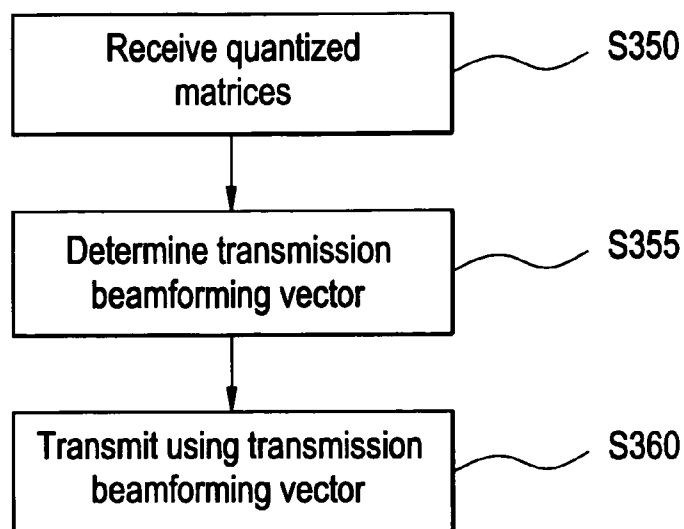 Receive quantized
matrices
S350
Determine transmission
beamforming vector
S355
Transmit using transmission
beamforming vector
S360